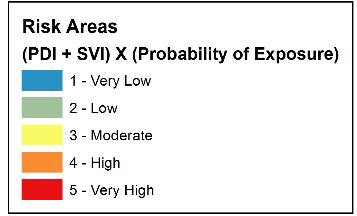 Risk Areas
(PDI + SVI) X (Probability of Exposure)
1 - Very Low
2 - Low
3 - Moderate
4 - High
5 - Very High